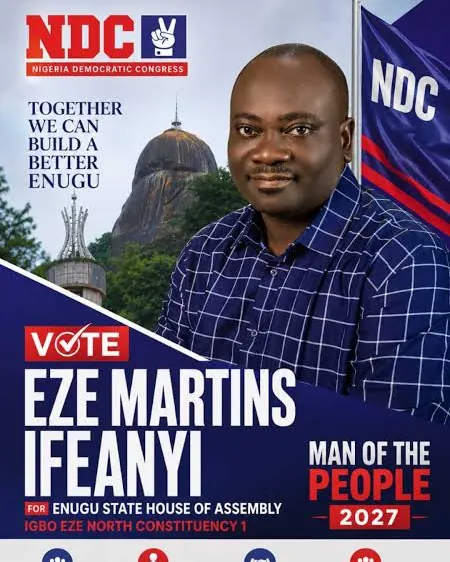 NDC
NIGERIA DEMOCRATIC CONGRESS
TOGETHER
WE CAN
BUILD A
BETTER
ENUGU
NDC
VOTE
EZE MARTINS
IFEANYI
FOR ENUGU STATE HOUSE OF ASSEMBLY
IGBO EZE NORTH CONSTITUENCY 1
MAN OF THE
PEOPLE
2027